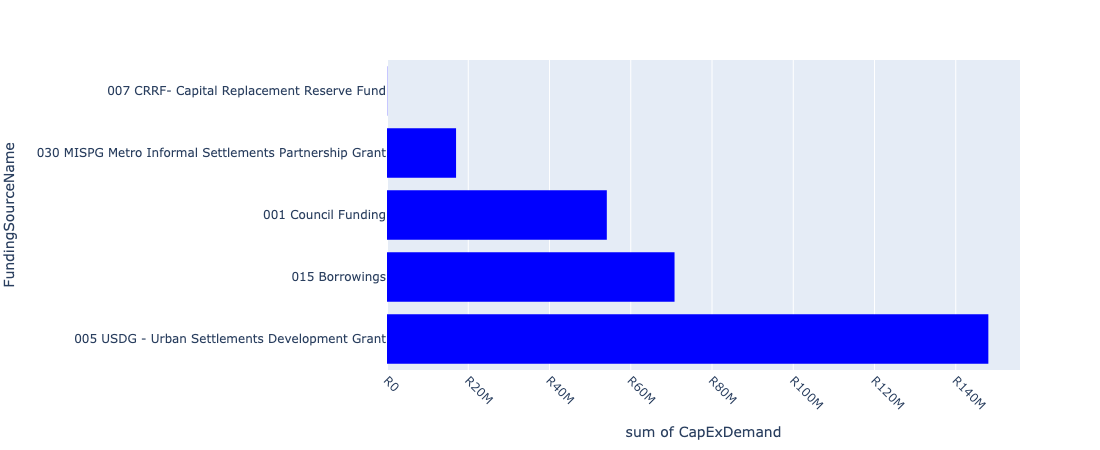 FundingSourceName
007 CRRF- Capital Replacement Reserve Fund
030 MISPG Metro Informal Settlements Partnership Grant
001 Council Funding
015 Borrowings
005 USDG - Urban Settlements Development Grant
R0
R20M
R40M
R60M
R80M
R100M
R120M
R140M
sum of CapExDemand